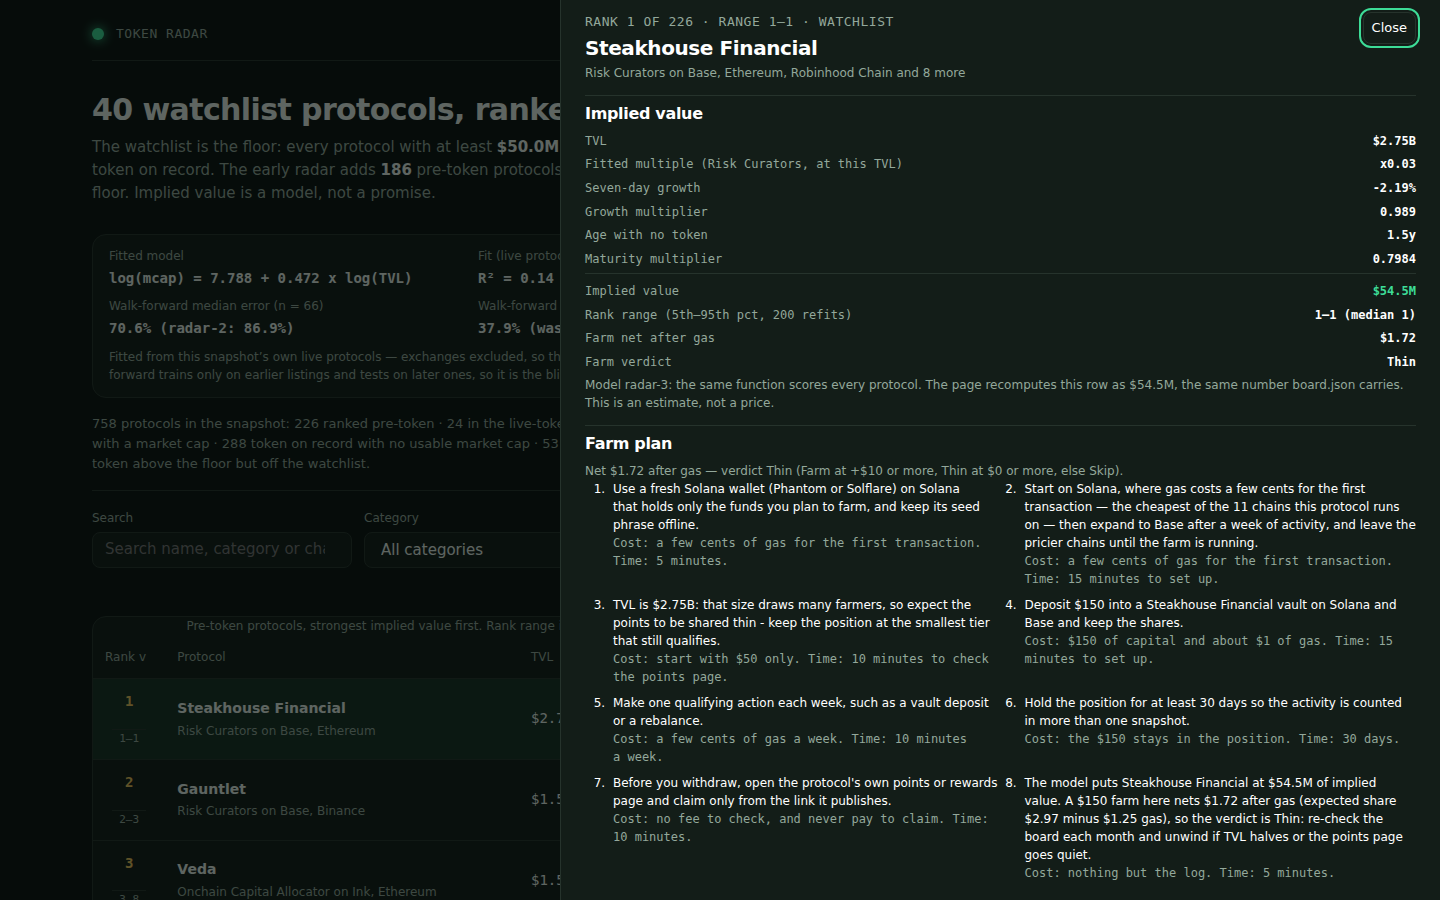 TOKEN RADAR
40 watchlist protocols, ranke
The watchlist is the floor: every protocol with at least $50.0M
token on record. The early radar adds 186 pre-token protocols
floor. Implied value is a model, not a promise.
Fitted model
log(mcap) = 7.788 + 0.472 x log(TVL)
Fit (live protoc
R² = 0.14
Walk-forward median error (n = 66)
70.6% (radar-2: 86.9%)
Walk-forward
37.9% (was
Fitted from this snapshot's own live protocols — exchanges excluded, so th
forward trains only on earlier listings and tests on later ones, so it is the bli
758 protocols in the snapshot: 226 ranked pre-token · 24 in the live-toke
with a market cap · 288 token on record with no usable market cap · 53
token above the floor but off the watchlist.
Search
Category
Search name, category or cha
All categories
Pre-token protocols, strongest implied value first. Rank range
Rank v
Protocol
TVL
1
1–1
Steakhouse Financial
Risk Curators on Base, Ethereum
$2.7
2
2–3
Gauntlet
Risk Curators on Base, Binance
$1.5
3
3–8
Veda
Onchain Capital Allocator on Ink, Ethereum
$1.5
RANK 1 OF 226 · RANGE 1–1 · WATCHLIST
Close
Steakhouse Financial
Risk Curators on Base, Ethereum, Robinhood Chain and 8 more
Implied value
TVL $2.75B
Fitted multiple (Risk Curators, at this TVL) x0.03
Seven-day growth -2.19%
Growth multiplier 0.989
Age with no token 1.5y
Maturity multiplier 0.7984
Implied value $54.5M
Rank range (5th–95th pct, 200 refits) 1–1 (median 1)
Farm net after gas $1.72
Farm verdict Thin
Model radar-3: the same function scores every protocol. The page recomputes this row as $54.5M, the same number board.json carries.
This is an estimate, not a price.
Farm plan
Net $1.72 after gas — verdict Thin (Farm at +$10 or more, Thin at $0 or more, else Skip).
1. Use a fresh Solana wallet (Phantom or Solflare) on Solana
that holds only the funds you plan to farm, and keep its seed
phrase offline.
Cost: a few cents of gas for the first transaction.
Time: 5 minutes.
2. Start on Solana, where gas costs a few cents for the first
transaction — the cheapest of the 11 chains this protocol runs
on — then expand to Base after a week of activity, and leave the
pricier chains until the farm is running.
Cost: a few cents of gas for the first transaction.
Time: 15 minutes to set up.
3. TVL is $2.75B: that size draws many farmers, so expect the
points to be shared thin - keep the position at the smallest tier
that still qualifies.
Cost: start with $50 only. Time: 10 minutes to check
the points page.
4. Deposit $150 into a Steakhouse Financial vault on Solana and
Base and keep the shares.
Cost: $150 of capital and about $1 of gas. Time: 15
minutes to set up.
5. Make one qualifying action each week, such as a vault deposit
or a rebalance.
Cost: a few cents of gas a week. Time: 10 minutes
a week.
6. Hold the position for at least 30 days so the activity is counted
in more than one snapshot.
Cost: the $150 stays in the position. Time: 30 days.
7. Before you withdraw, open the protocol's own points or rewards
page and claim only from the link it publishes.
Cost: no fee to check, and never pay to claim. Time:
10 minutes.
8. The model puts Steakhouse Financial at $54.5M of implied
value. A $150 farm here nets $1.72 after gas (expected share
$2.97 minus $1.25 gas), so the verdict is Thin: re-check the
board each month and unwind if TVL halves or the points page
goes quiet.
Cost: nothing but the log. Time: 5 minutes.